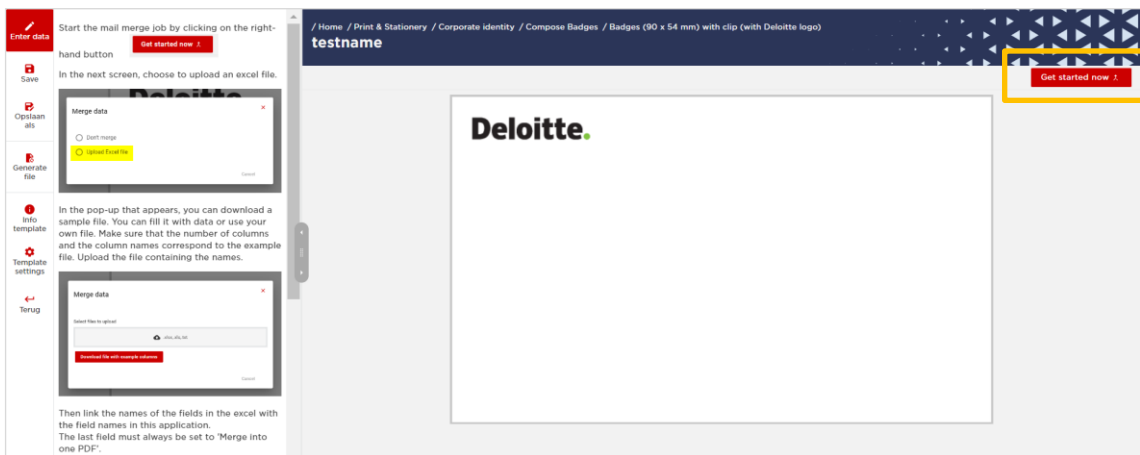 Enter data
Save
Opslaan
als
Generate
file
Info
template
Template
settings
Terug
Start the mail merge job by clicking on the right-
hand button Get started now
In the next screen, choose to upload an excel file.
Deloitte
Merge data
Don't merge
Upload Excel file
Cancel
In the pop-up that appears, you can download a
sample file. You can fill it with data or use your
own file. Make sure that the number of columns
and the column names correspond to the example
file. Upload the file containing the names.
Merge data
Select files to upload
.xlsx,.xls,.txt
Download file with example columns
Cancel
Then link the names of the fields in the excel with
the field names in this application.
The last field must always be set to 'Merge into
one PDF'.
/ Home / Print & Stationery / Corporate identity / Compose Badges / Badges (90 x 54 mm) with clip (with Deloitte logo)
testname
Get started now
Deloitte.